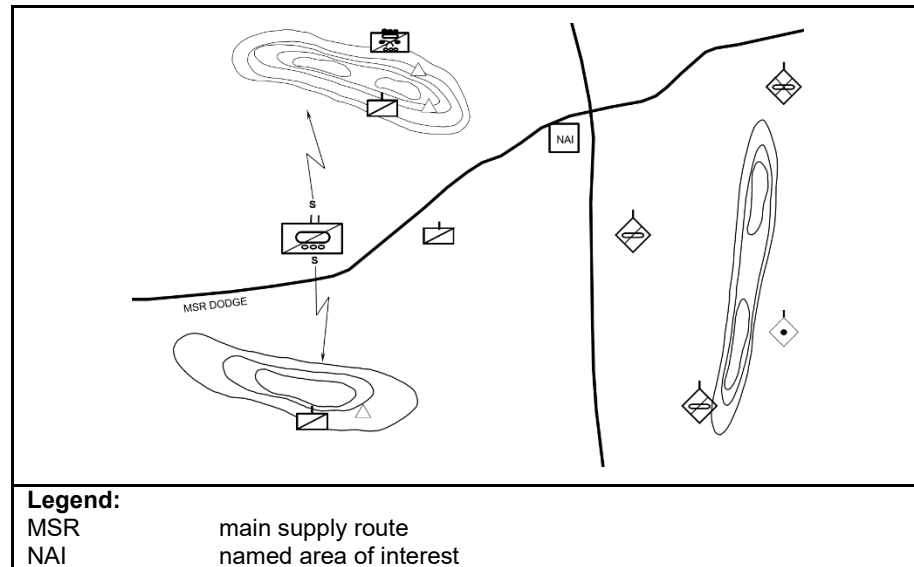 NAI
S
S
MSR DODGE
Legend:
MSR main supply route
NAI named area of interest